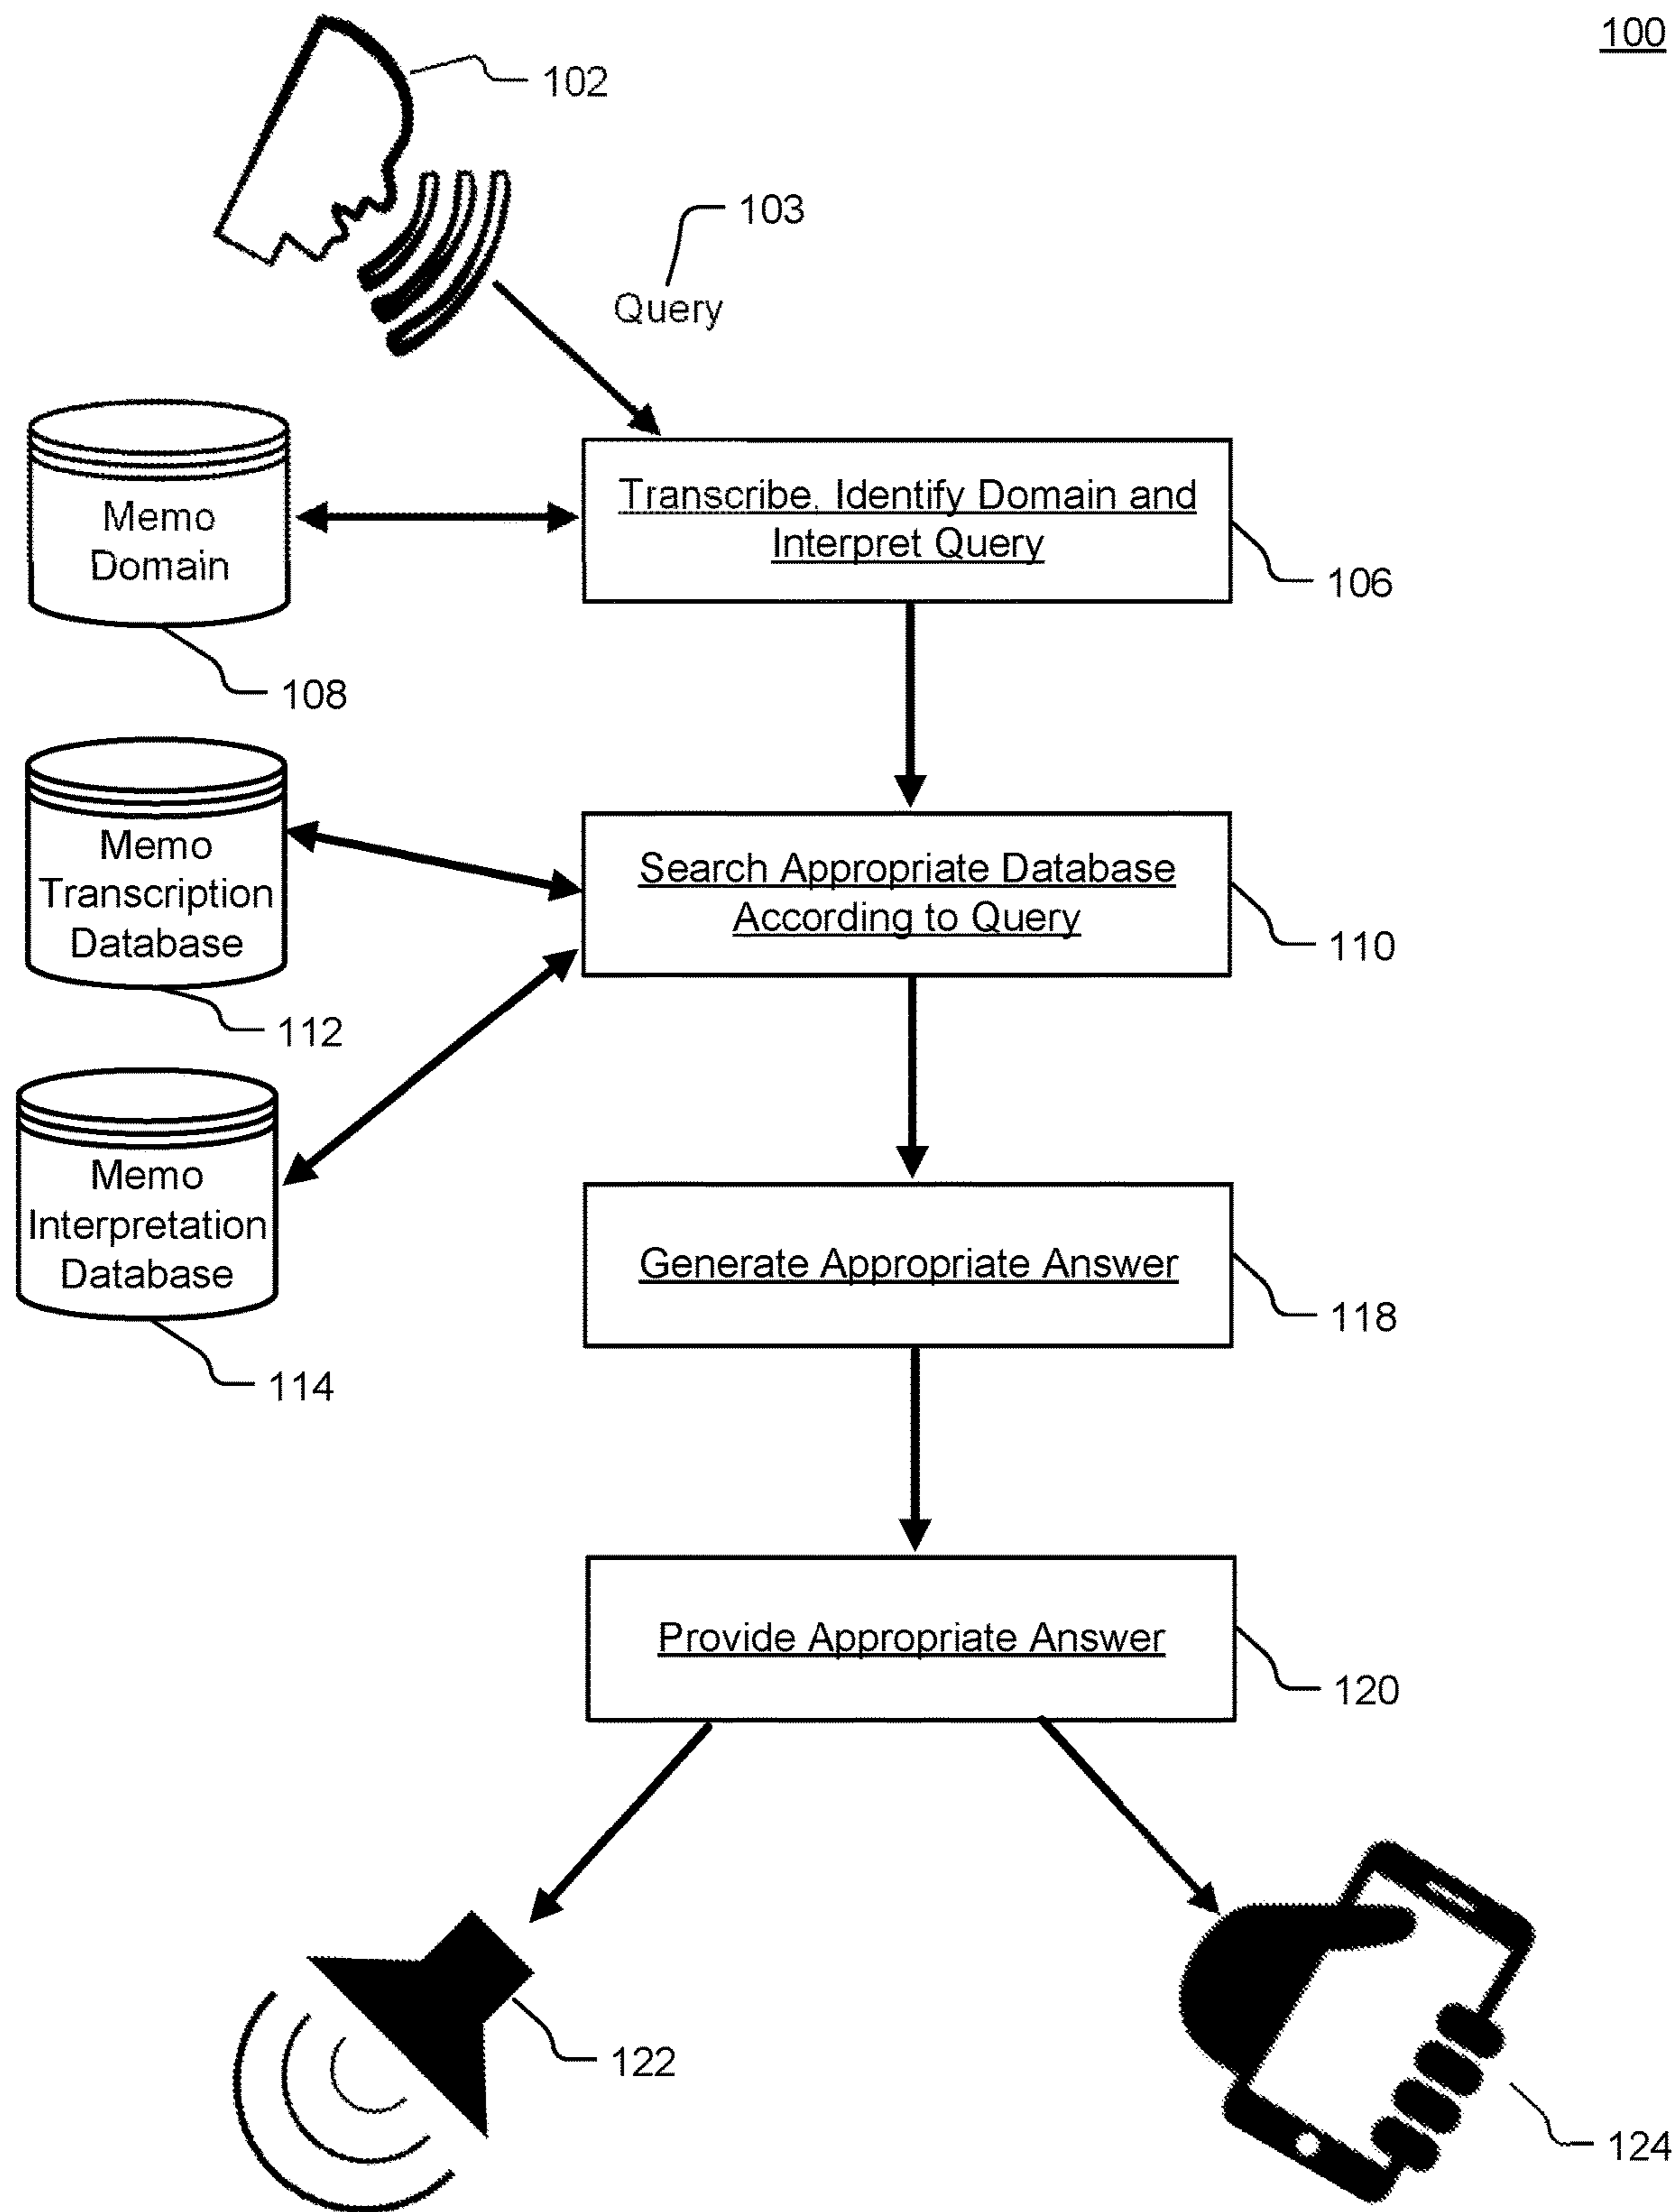 100
102
103
Query
Memo
Domain
108
Transcribe, Identify Domain and
Interpret Query
106
Memo
Transcription
Database
112
Search Appropriate Database
According to Query
110
Memo
Interpretation
Database
114
Generate Appropriate Answer
118
Provide Appropriate Answer
120
122
124